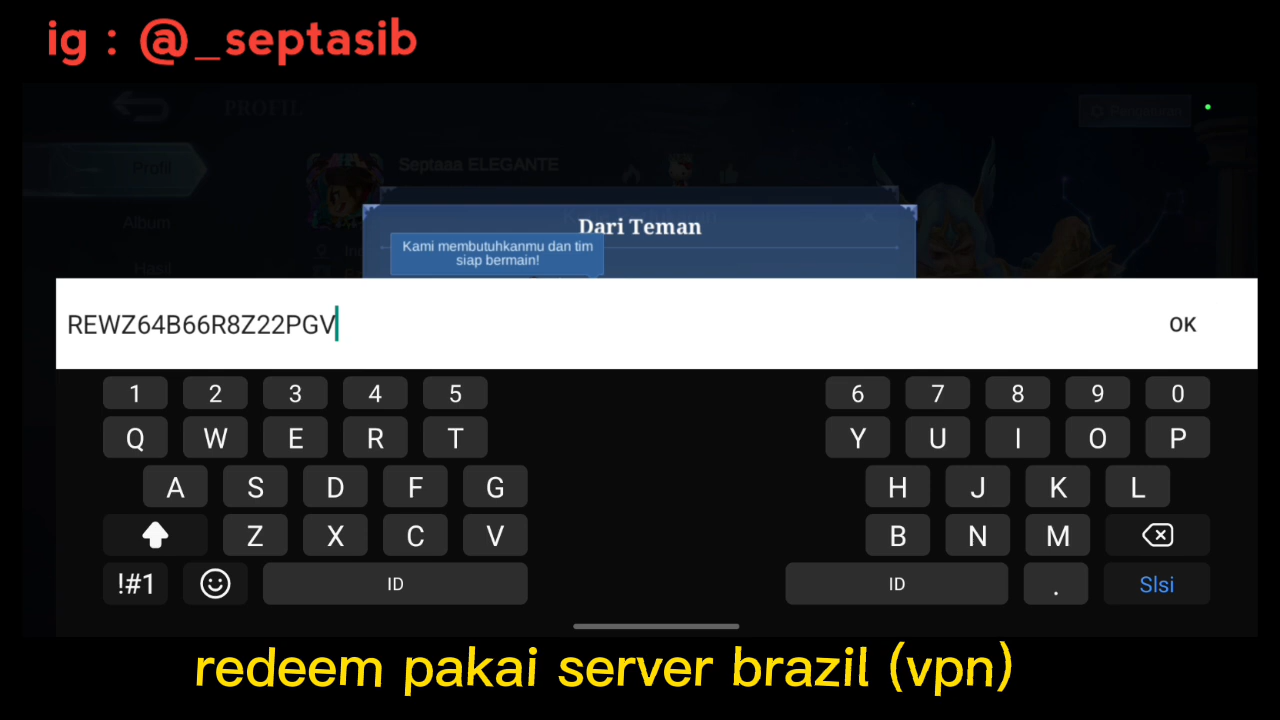 ig : @_septasib
PROFIL
Profil
Septaaa ELEGANTE
Album
Hasil
Dari Teman
Kami membutuhkanmu dan tim
siap bermain!
REWZ64B66R8Z22PGV
OK
1 2 3 4 5 6 7 8 9 0
Q W E R T Y U I O P
A S D F G H J K L
Z X C V B N M
!#1 ID ID . Slsi
redeem pakai server brazil (vpn)